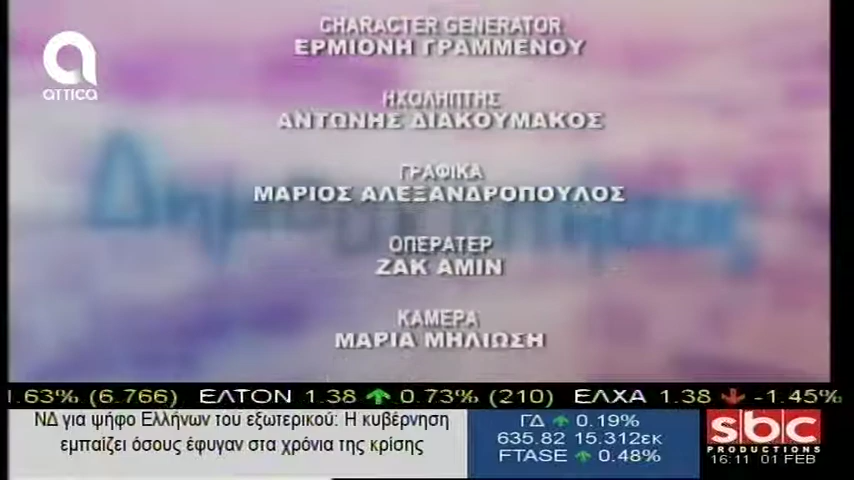 CHARACTER GENERATOR
ΕΡΜΙΟΝΗ ΓΡΑΜΜΕΝΟΥ
attica
ΗΧΟΛΗΠΤΗΣ
ΑΝΤΩΝΗΣ ΔΙΑΚΟΥΜΑΚΟΣ
ΓΡΑΦΙΚΑ
ΜΑΡΙΟΣ ΑΛΕΞΑΝΔΡΟΠΟΥΛΟΣ
ΟΠΕΡΑΤΕΡ
ΖΑΚ ΑΜΙΝ
ΚΑΜΕΡΑ
ΜΑΡΙΑ ΜΗΛΙΩΣΗ
.63% (6.766) ΕΛΤΟΝ 1.38 0.73% (210) ΕΛΧΑ 1.38 -1.45%
ΝΔ για ψήφο Ελλήνων του εξωτερικού: Η κυβέρνηση
εμπαίζει όσους έφυγαν στα χρόνια της κρίσης
ΓΔ 0.19%
635.82 15.312εκ
FTASE 0.48%
sbc
PRODUCTIONS
16:11 01 FEB